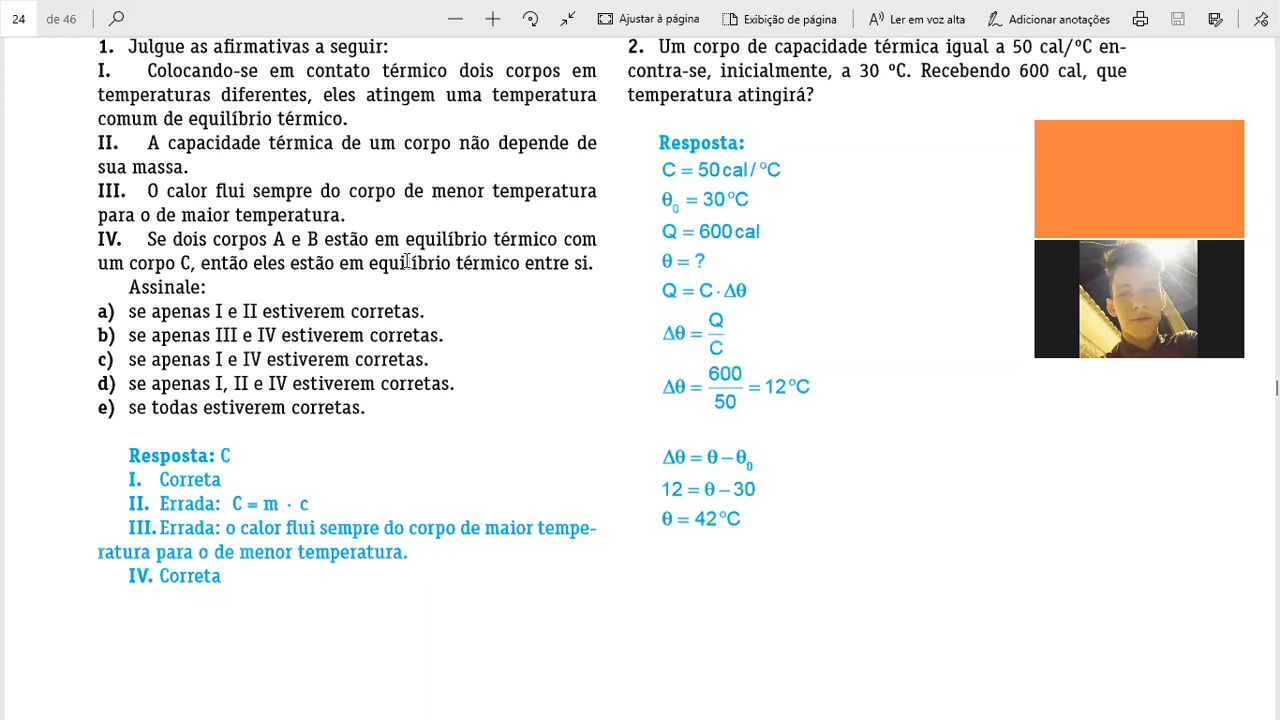 24 de 46 Ajustar à página Exibição de página Ler em voz alta Adicionar anotações
1. Julgue as afirmativas a seguir:
I. Colocando-se em contato térmico dois corpos em
temperaturas diferentes, eles atingem uma temperatura
comum de equilíbrio térmico.
II. A capacidade térmica de um corpo não depende de
sua massa.
III. O calor flui sempre do corpo de menor temperatura
para o de maior temperatura.
IV. Se dois corpos A e B estão em equilíbrio térmico com
um corpo C, então eles estão em equilíbrio térmico entre si.
Assinale:
a) se apenas I e II estiverem corretas.
b) se apenas III e IV estiverem corretas.
c) se apenas I e IV estiverem corretas.
d) se apenas I, II e IV estiverem corretas.
e) se todas estiverem corretas.
Resposta: C
I. Correta
II. Errada: C = m · c
III. Errada: o calor flui sempre do corpo de maior tempe-
ratura para o de menor temperatura.
IV. Correta
2. Um corpo de capacidade térmica igual a 50 cal/ºC en-
contra-se, inicialmente, a 30 ºC. Recebendo 600 cal, que
temperatura atingirá?
Resposta:
C = 50 cal/ºC
θ₀ = 30 ºC
Q = 600 cal
θ = ?
Q = C · Δθ
Δθ = Q/C
Δθ = 600/50 = 12 ºC
Δθ = θ – θ₀
12 = θ – 30
θ = 42 ºC